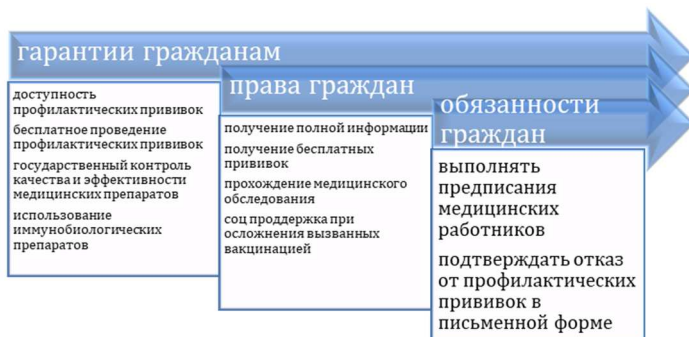 гарантии гражданам
доступность
профилактических прививок
бесплатное проведение
профилактических прививок
государственный контроль
качества и эффективности
медицинских препаратов
использование
иммунобиологических
препаратов
права граждан
получение полной информации
получение бесплатных
прививок
прохождение медицинского
обследования
соц проддержка при
осложнения вызванных
вакцинацией
обязанности
граждан
выполнять
предписания
медицинских
работников
подтверждать отказ
от профилактических
прививок в
письменной форме